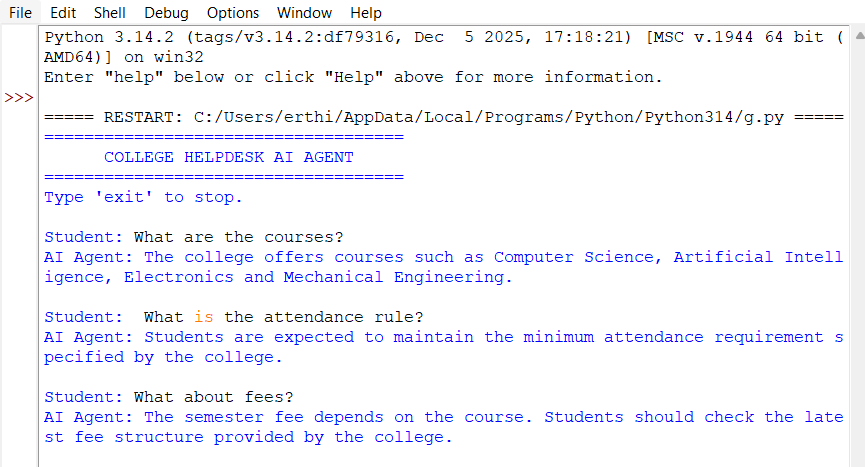 File Edit Shell Debug Options Window Help
Python 3.14.2 (tags/v3.14.2:df79316, Dec  5 2025, 17:18:21) [MSC v.1944 64 bit (
AMD64)] on win32
Enter "help" below or click "Help" above for more information.
>>>
===== RESTART: C:/Users/erthi/AppData/Local/Programs/Python/Python314/g.py =====
====================================
      COLLEGE HELPDESK AI AGENT
====================================
Type 'exit' to stop.
Student: What are the courses?
AI Agent: The college offers courses such as Computer Science, Artificial Intell
igence, Electronics and Mechanical Engineering.
Student:  What is the attendance rule?
AI Agent: Students are expected to maintain the minimum attendance requirement s
pecified by the college.
Student: What about fees?
AI Agent: The semester fee depends on the course. Students should check the late
st fee structure provided by the college.